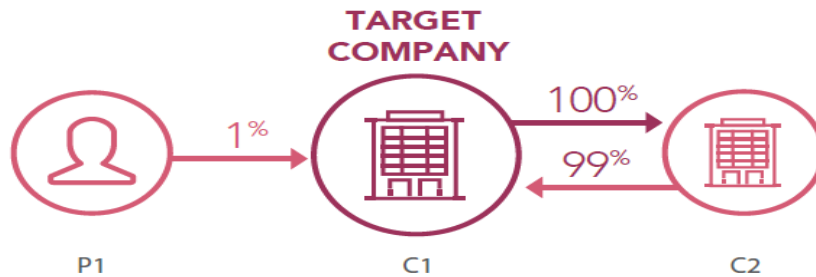 TARGET
COMPANY
1%
100%
99%
P1
C1
C2